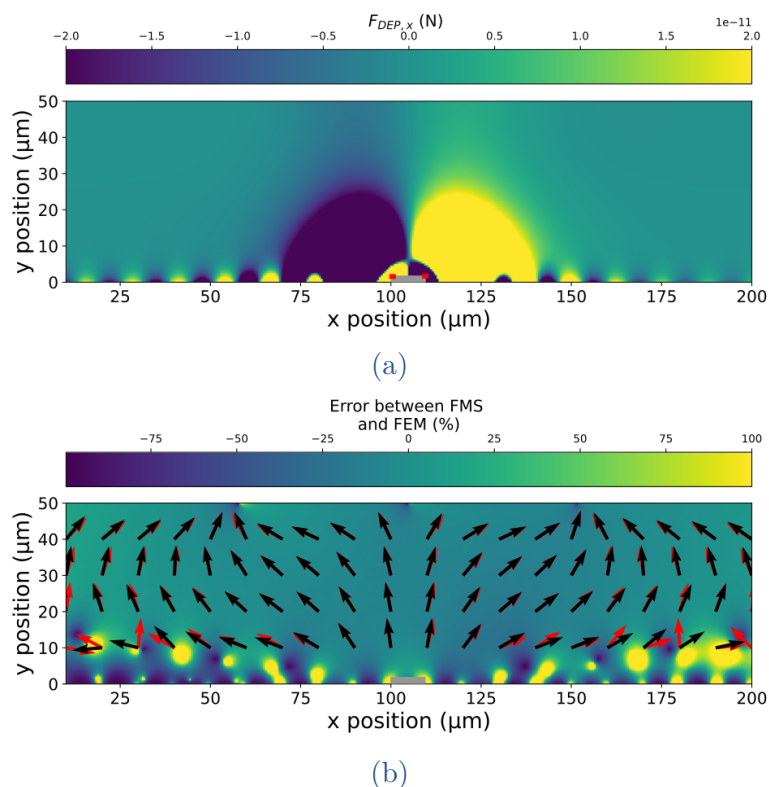 F_{DEP,x} (N)
1e−11
−2.0 −1.5 −1.0 −0.5 0.0 0.5 1.0 1.5 2.0
50
40
30
20
10
0
y position (µm)
25 50 75 100 125 150 175 200
x position (µm)
(a)
Error between FMS
and FEM (%)
−75 −50 −25 0 25 50 75 100
50
40
30
20
10
0
y position (µm)
25 50 75 100 125 150 175 200
x position (µm)
(b)